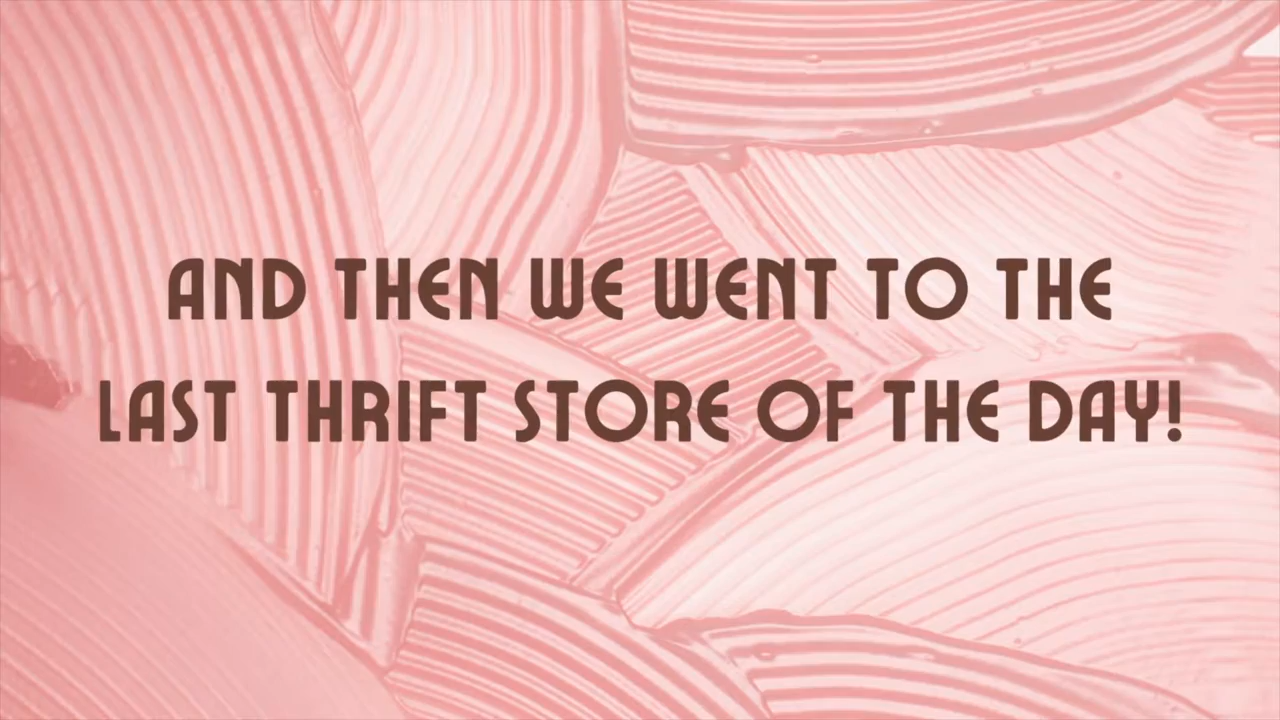 AND THEN WE WENT TO THE
LAST THRIFT STORE OF THE DAY!